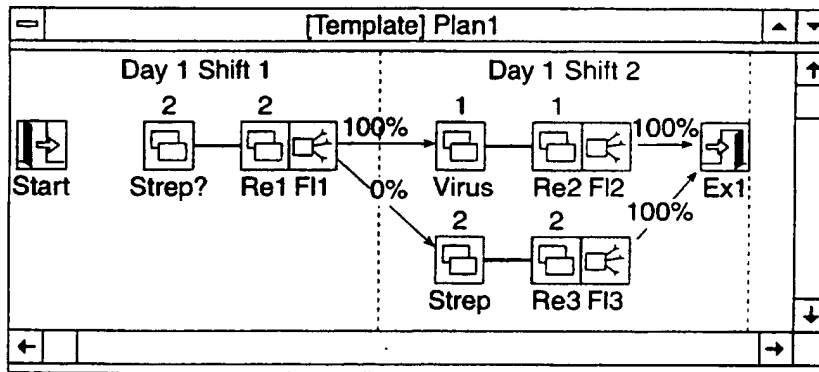 [Template] Plan1
Day 1 Shift 1 Day 1 Shift 2
2 2 1 1
100% 100%
Start Strep? Re1 Fl1 Virus Re2 Fl2 Ex1
0% 100%
2 2
Strep Re3 Fl3